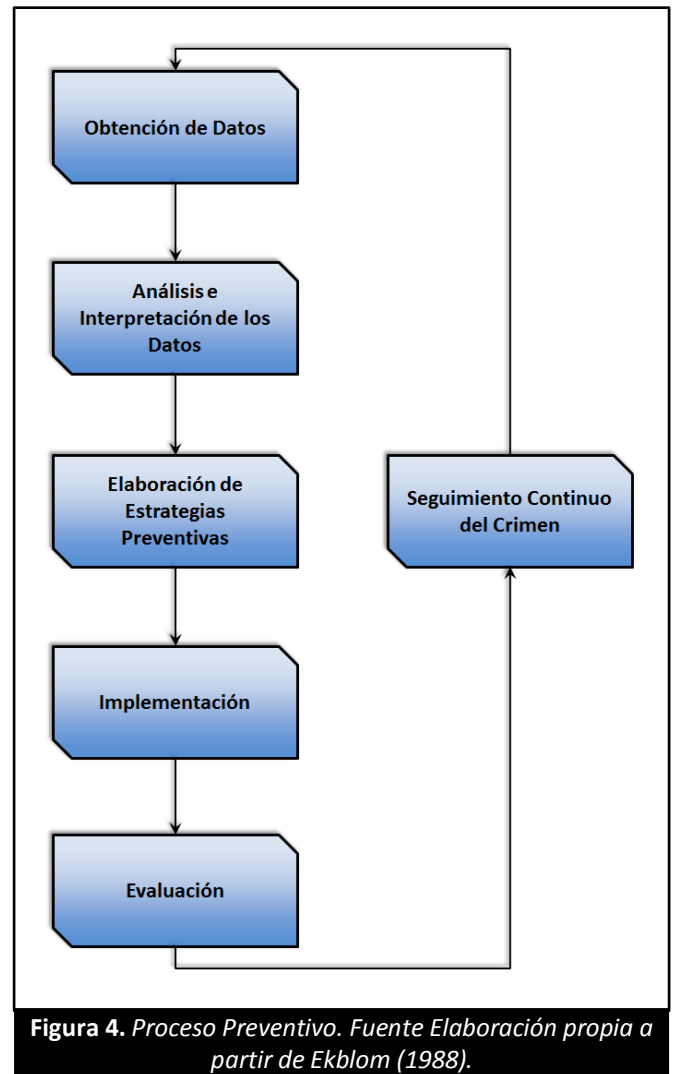 Obtención de Datos
Análisis e
Interpretación de los
Datos
Elaboración de
Estrategias
Preventivas
Seguimiento Continuo
del Crimen
Implementación
Evaluación
Figura 4. Proceso Preventivo. Fuente Elaboración propia a
partir de Ekblom (1988).